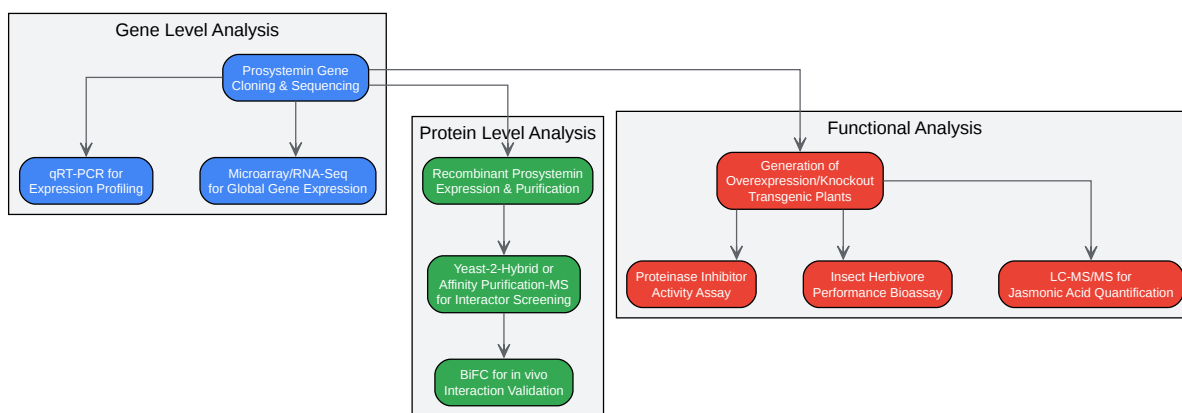 Gene Level Analysis
Prosystemin Gene
Cloning & Sequencing
qRT-PCR for
Expression Profiling
Microarray/RNA-Seq
for Global Gene Expression
Protein Level Analysis
Recombinant Prosystemin
Expression & Purification
Yeast-2-Hybrid or
Affinity Purification-MS
for Interactor Screening
BiFC for in vivo
Interaction Validation
Functional Analysis
Generation of
Overexpression/Knockout
Transgenic Plants
Proteinase Inhibitor
Activity Assay
Insect Herbivore
Performance Bioassay
LC-MS/MS for
Jasmonic Acid Quantification